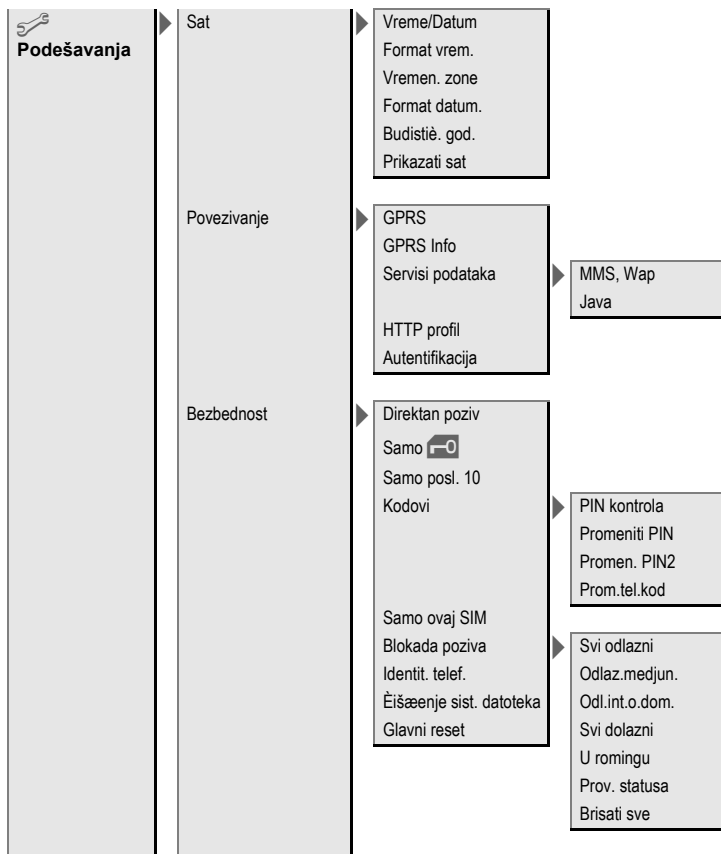 Podešavanja
Sat
Vreme/Datum
Format vrem.
Vremen. zone
Format datum.
Budistiè. god.
Prikazati sat
Povezivanje
GPRS
GPRS Info
Servisi podataka
MMS, Wap
Java
HTTP profil
Autentifikacija
Bezbednost
Direktan poziv
Samo
Samo posl. 10
Kodovi
PIN kontrola
Promeniti PIN
Promen. PIN2
Prom.tel.kod
Samo ovaj SIM
Blokada poziva
Svi odlazni
Odlaz.medjun.
Odl.int.o.dom.
Svi dolazni
U romingu
Prov. statusa
Brisati sve
Identit. telef.
Èišæenje sist. datoteka
Glavni reset